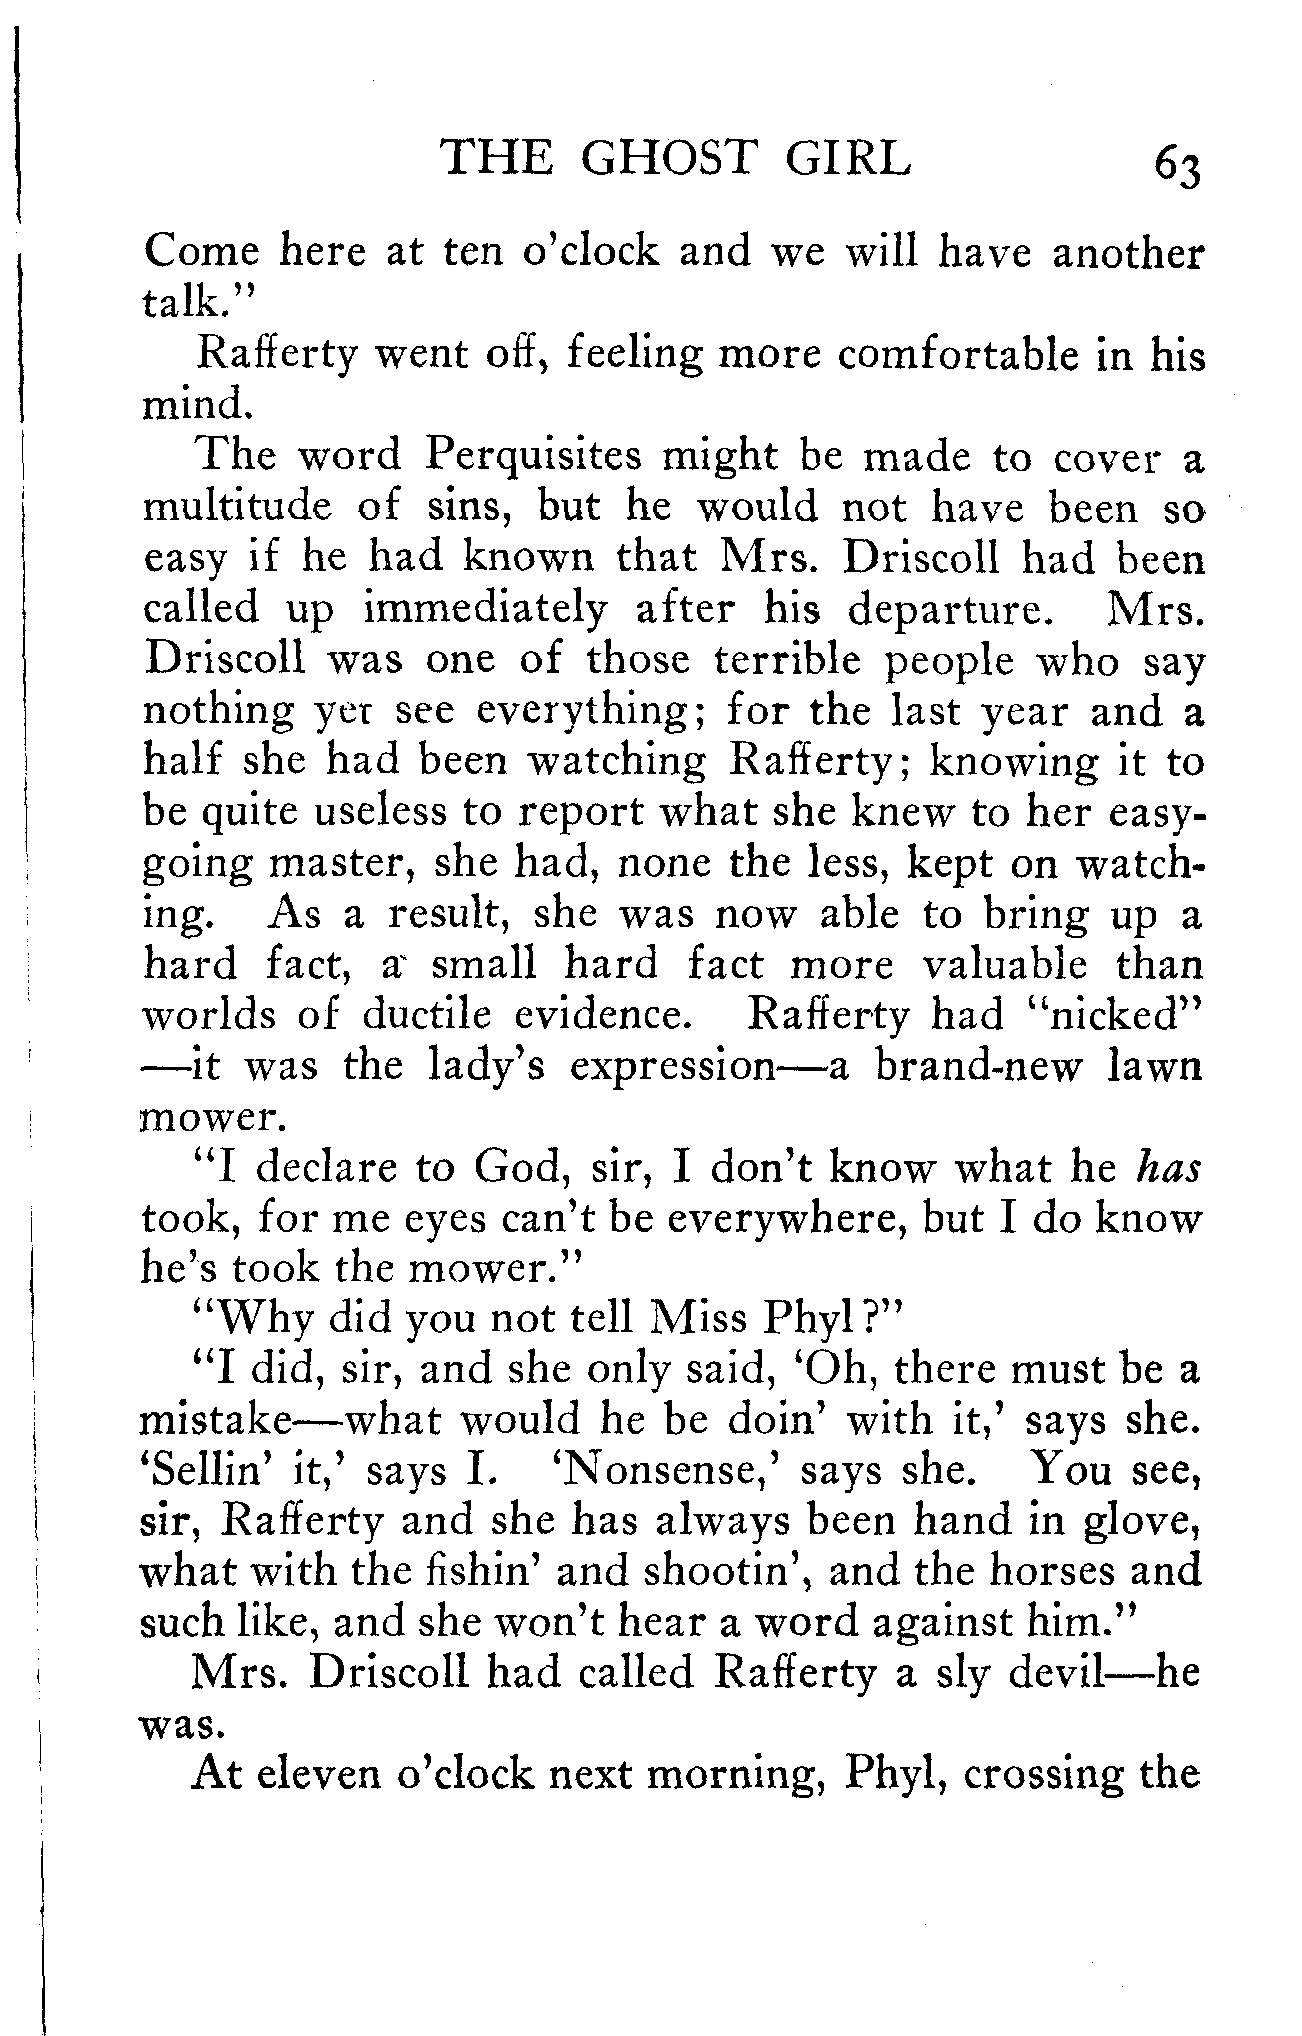 THE GHOST GIRL 63
Come here at ten o'clock and we will have another
talk."
Rafferty went off, feeling more comfortable in his
mind.
The word Perquisites might be made to cover a
multitude of sins, but he would not have been so
easy if he had known that Mrs. Driscoll had been
called up immediately after his departure. Mrs.
Driscoll was one of those terrible people who say
nothing yet see everything; for the last year and a
half she had been watching Rafferty; knowing it to
be quite useless to report what she knew to her easy-
going master, she had, none the less, kept on watch-
ing. As a result, she was now able to bring up a
hard fact, a small hard fact more valuable than
worlds of ductile evidence. Rafferty had "nicked"
—it was the lady's expression—a brand-new lawn
mower.
"I declare to God, sir, I don't know what he has
took, for me eyes can't be everywhere, but I do know
he's took the mower."
"Why did you not tell Miss Phyl?"
"I did, sir, and she only said, 'Oh, there must be a
mistake—what would he be doin' with it,' says she.
'Sellin' it,' says I. 'Nonsense,' says she. You see,
sir, Rafferty and she has always been hand in glove,
what with the fishin' and shootin', and the horses and
such like, and she won't hear a word against him."
Mrs. Driscoll had called Rafferty a sly devil—he
was.
At eleven o'clock next morning, Phyl, crossing the